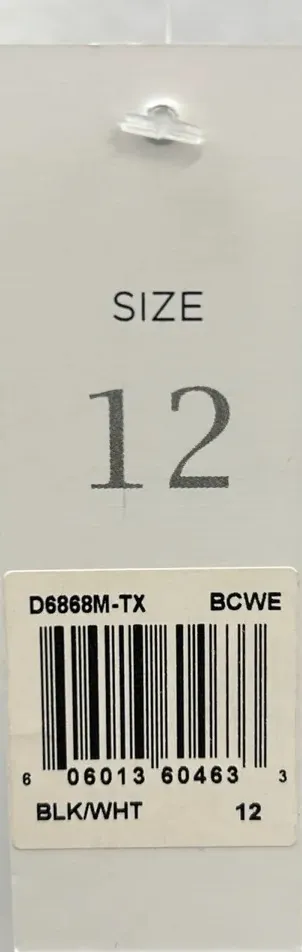 SIZE
12
D6868M-TX BCWE
6 06013 60463 3
BLK/WHT 12